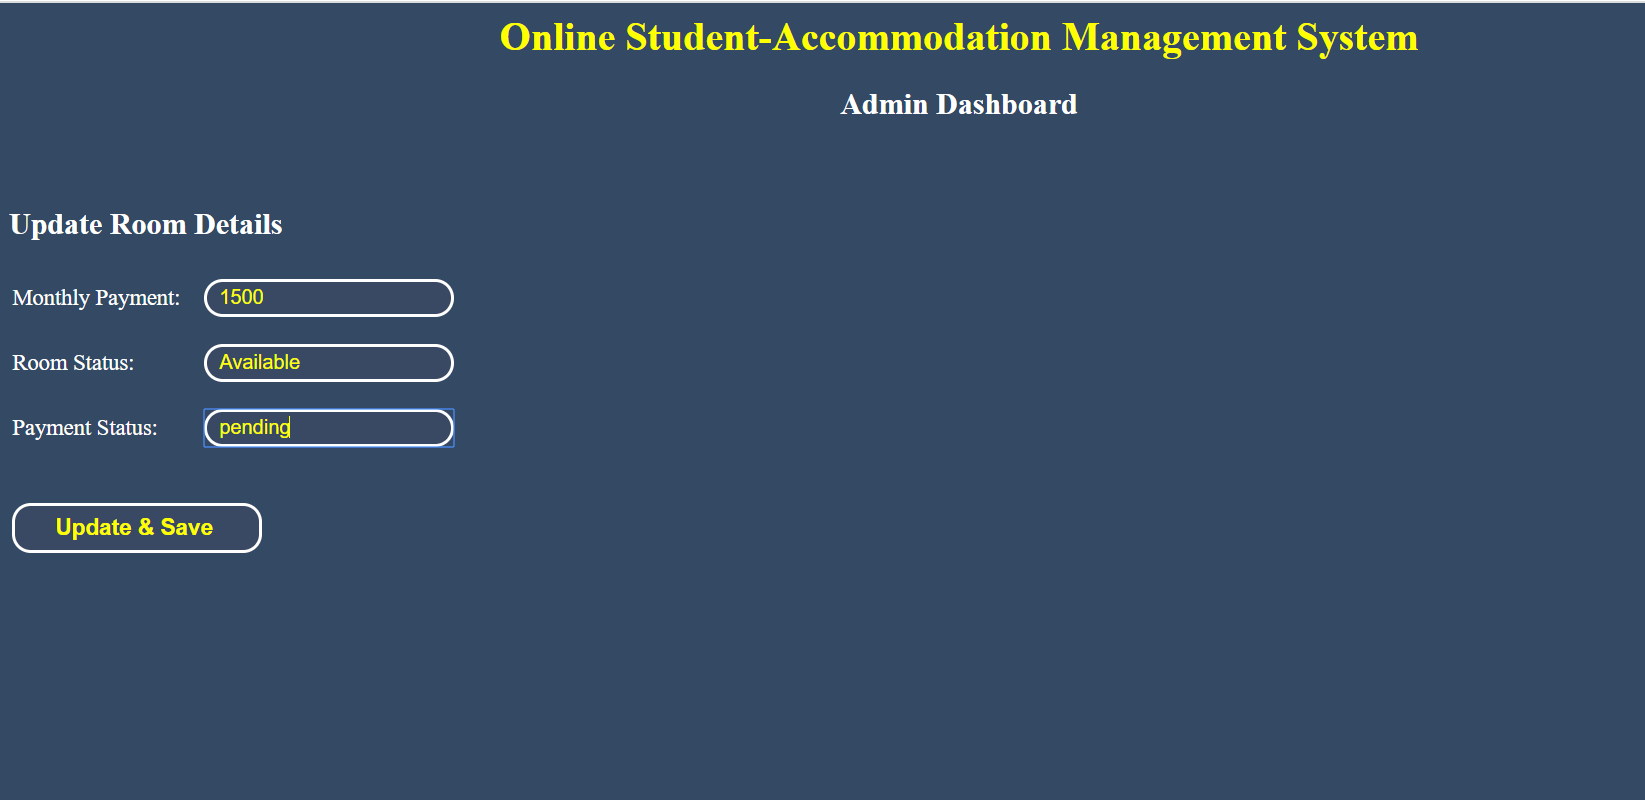 Online Student-Accommodation Management System
Admin Dashboard
Update Room Details
Monthly Payment: 1500
Room Status: Available
Payment Status: pending
Update & Save